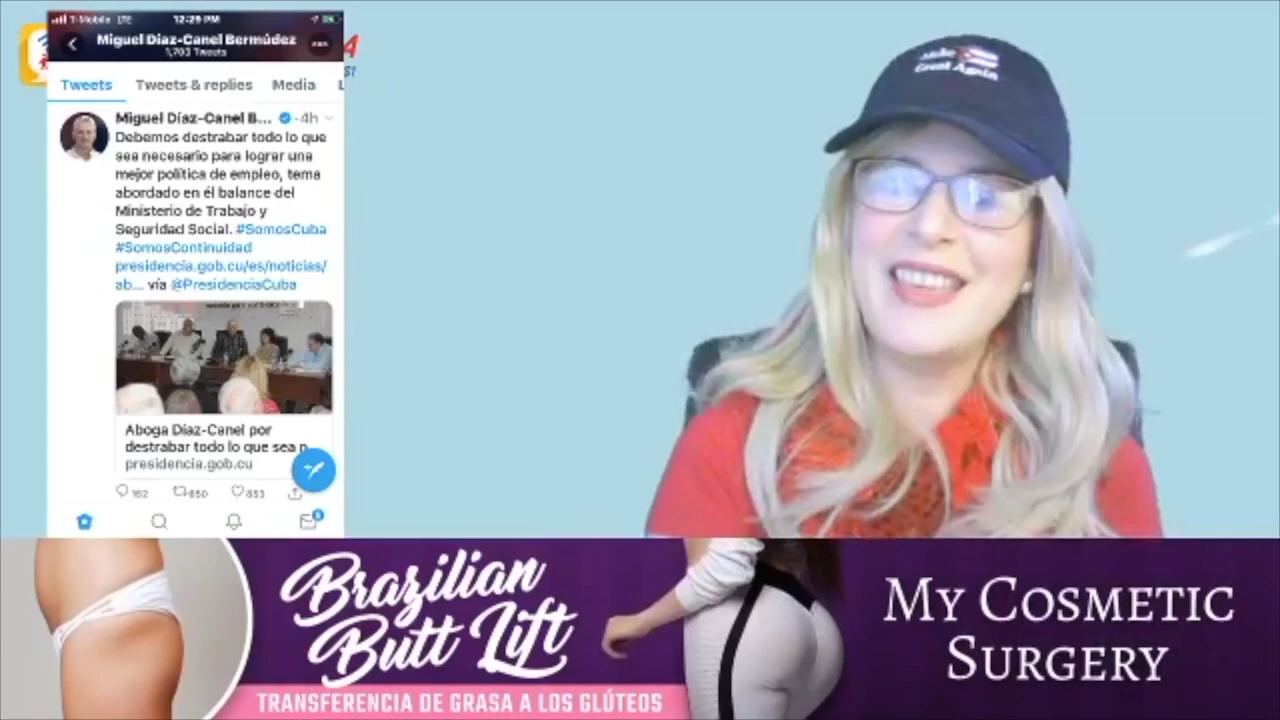 T-Mobile LTE
12:29 PM
Miguel Díaz-Canel Bermúdez
1,703 Tweets
Tweets Tweets & replies Media L
Miguel Díaz-Canel B... · 4h
Debemos destrabar todo lo que
sea necesario para lograr una
mejor política de empleo, tema
abordado en él balance del
Ministerio de Trabajo y
Seguridad Social. #SomosCuba
#SomosContinuidad
presidencia.gob.cu/es/noticias/
ab... vía @PresidenciaCuba
Aboga Díaz-Canel por
destrabar todo lo que sea p
presidencia.gob.cu
162 650 853
Make
Great Again
Brazilian
Butt Lift
TRANSFERENCIA DE GRASA A LOS GLÚTEOS
My Cosmetic
Surgery